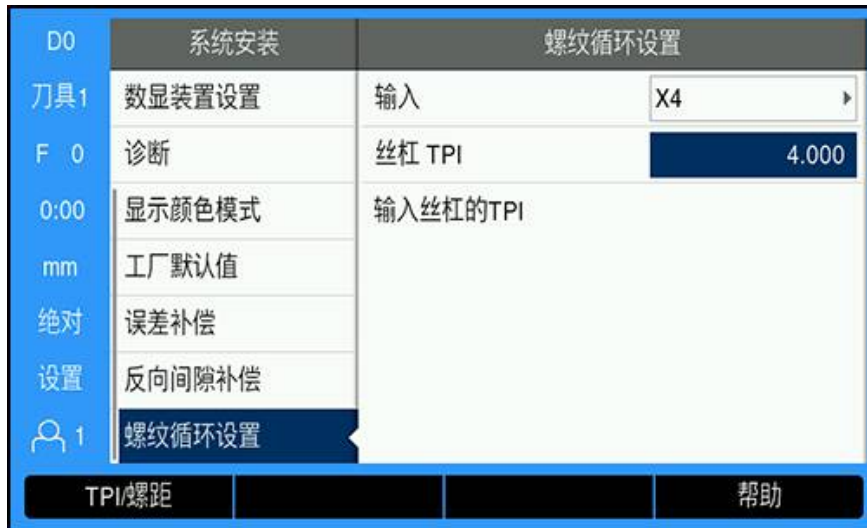 D0
系统安装
螺纹循环设置
刀具1
数显装置设置
输入
X4
F 0
诊断
丝杠 TPI
4.000
0:00
显示颜色模式
输入丝杠的TPI
mm
工厂默认值
绝对
误差补偿
设置
反向间隙补偿
1
螺纹循环设置
TPI/螺距
帮助